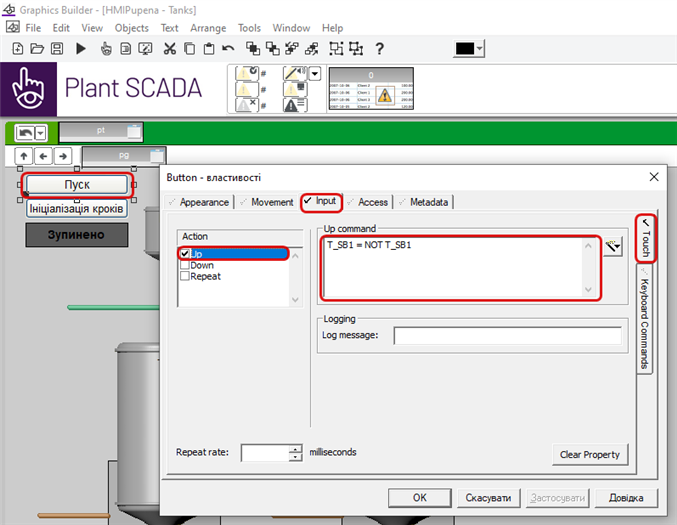 Graphics Builder - [HMIPupena - Tanks]
File Edit View Objects Text Arrange Tools Window Help
Plant SCADA
#
#
#
0
pt
pg
Пуск
Ініціалізація кроків
Зупинено
Button - властивості
Appearance Movement Input Access Metadata
Action
Up
Down
Repeat
Up command
T_SB1 = NOT T_SB1
Logging
Log message:
Touch
Keyboard Commands
Repeat rate: milliseconds
Clear Property
OK Скасувати Застосувати Довідка